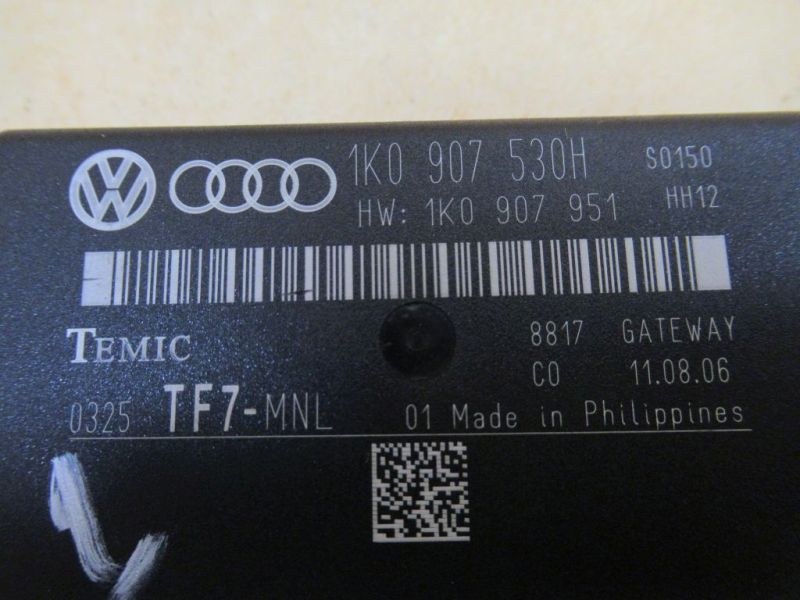 1K0 907 530H S0150
HW: 1K0 907 951 HH12
TEMIC 8817 GATEWAY
C0 11.08.06
0325 TF7-MNL 01 Made in Philippines